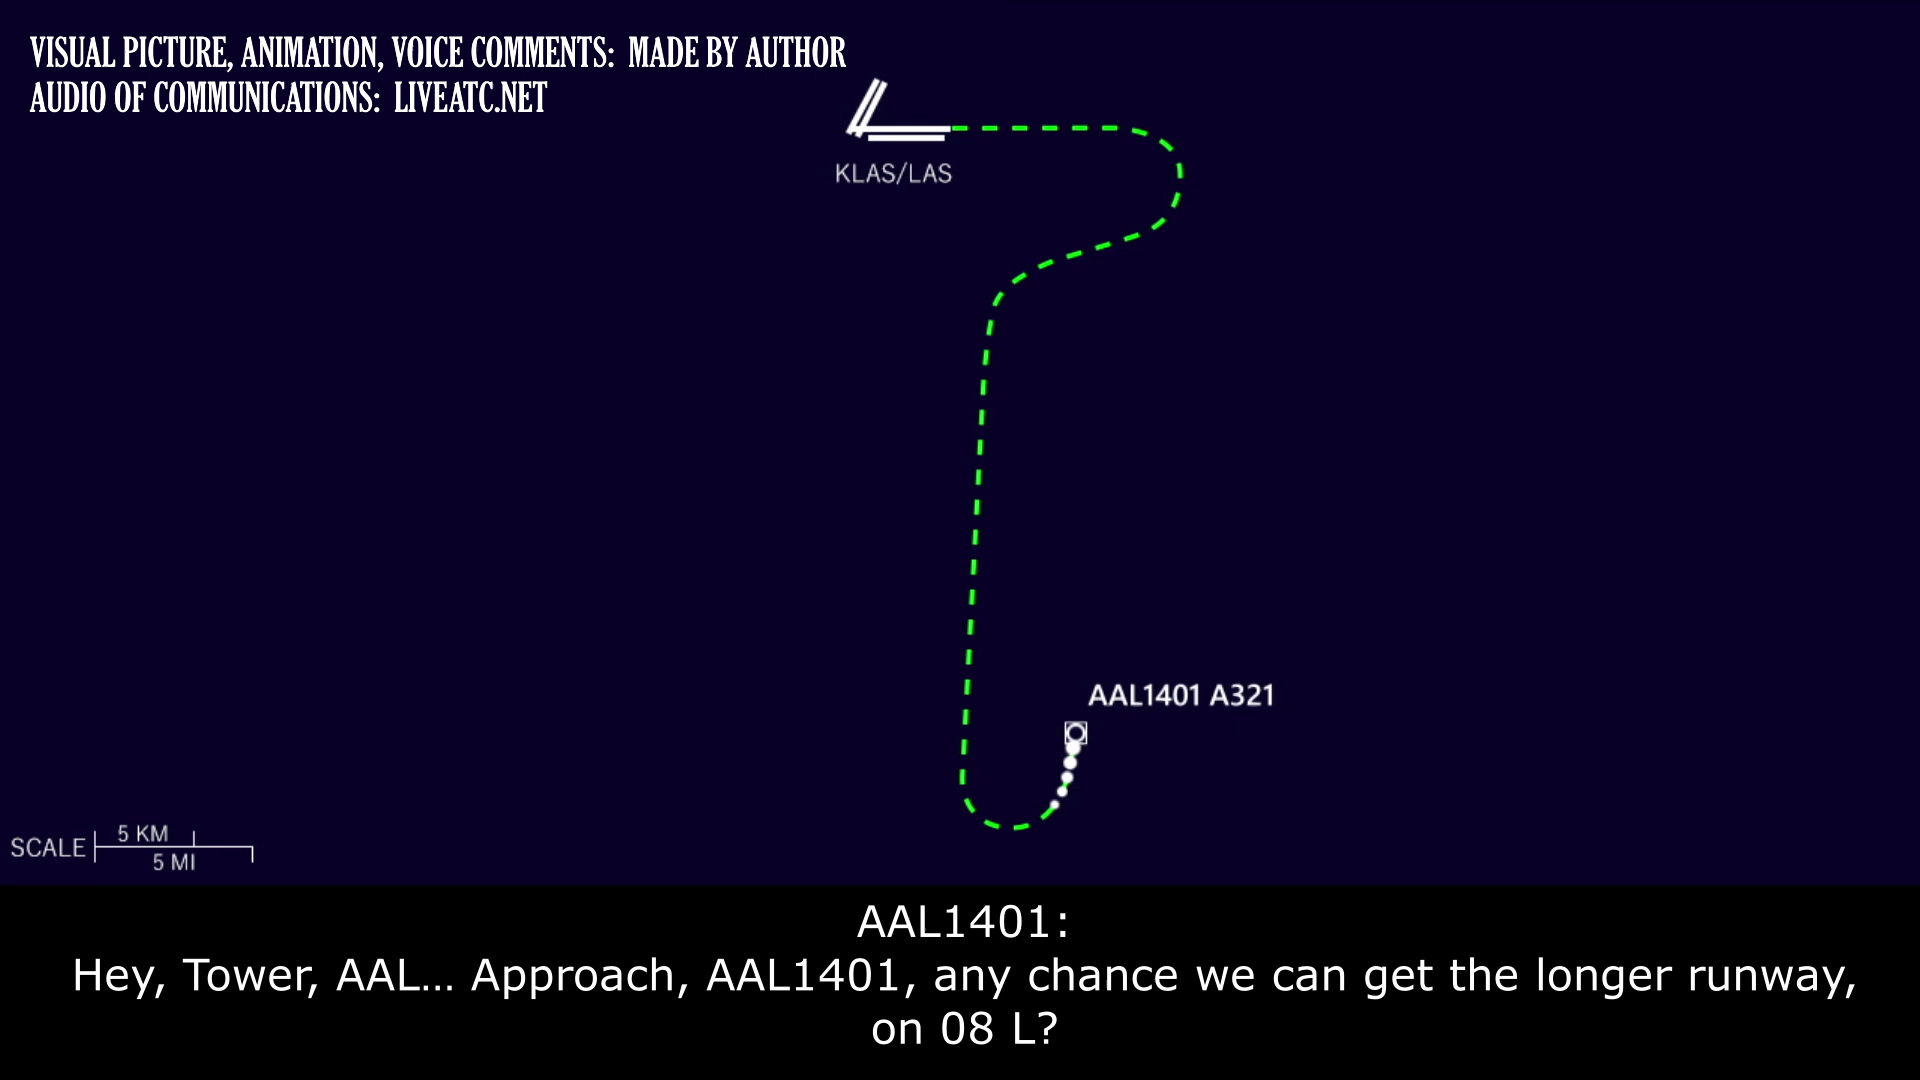 VISUAL PICTURE, ANIMATION, VOICE COMMENTS: MADE BY AUTHOR
AUDIO OF COMMUNICATIONS: LIVEATC.NET
KLAS/LAS
AAL1401 A321
5 KM
SCALE
5 MI
AAL1401:
Hey, Tower, AAL... Approach, AAL1401, any chance we can get the longer runway,
on 08 L?